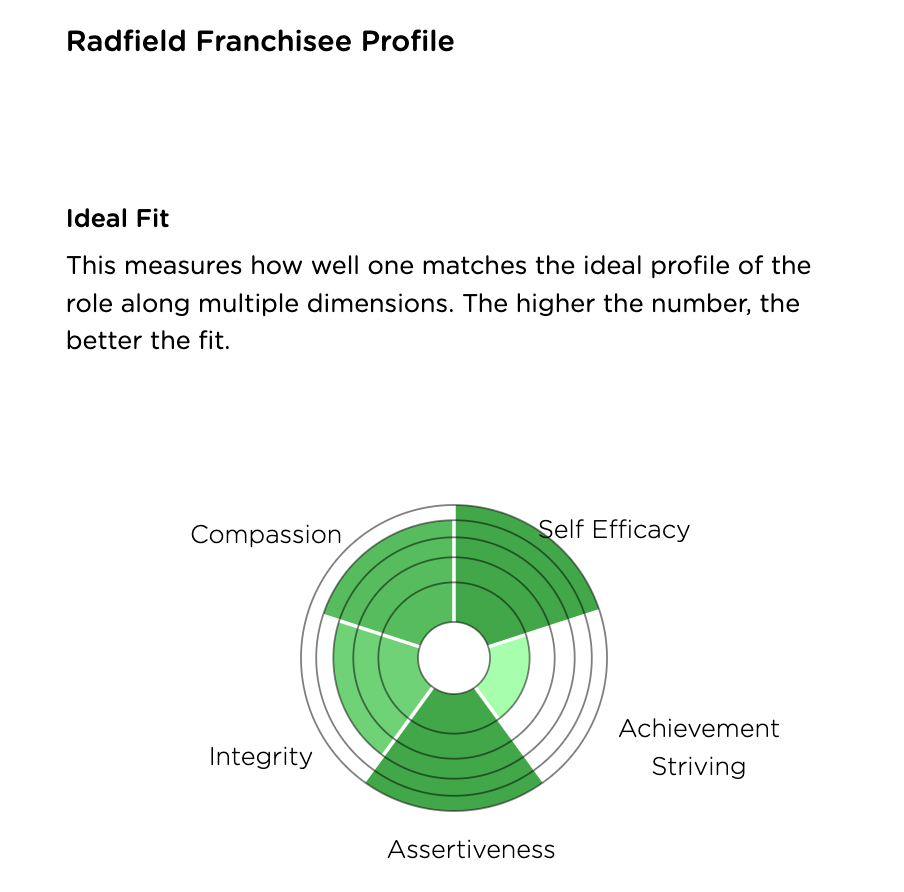 Radfield Franchisee Profile
Ideal Fit
This measures how well one matches the ideal profile of the
role along multiple dimensions. The higher the number, the
better the fit.
Compassion
Self Efficacy
Achievement
Striving
Integrity
Assertiveness